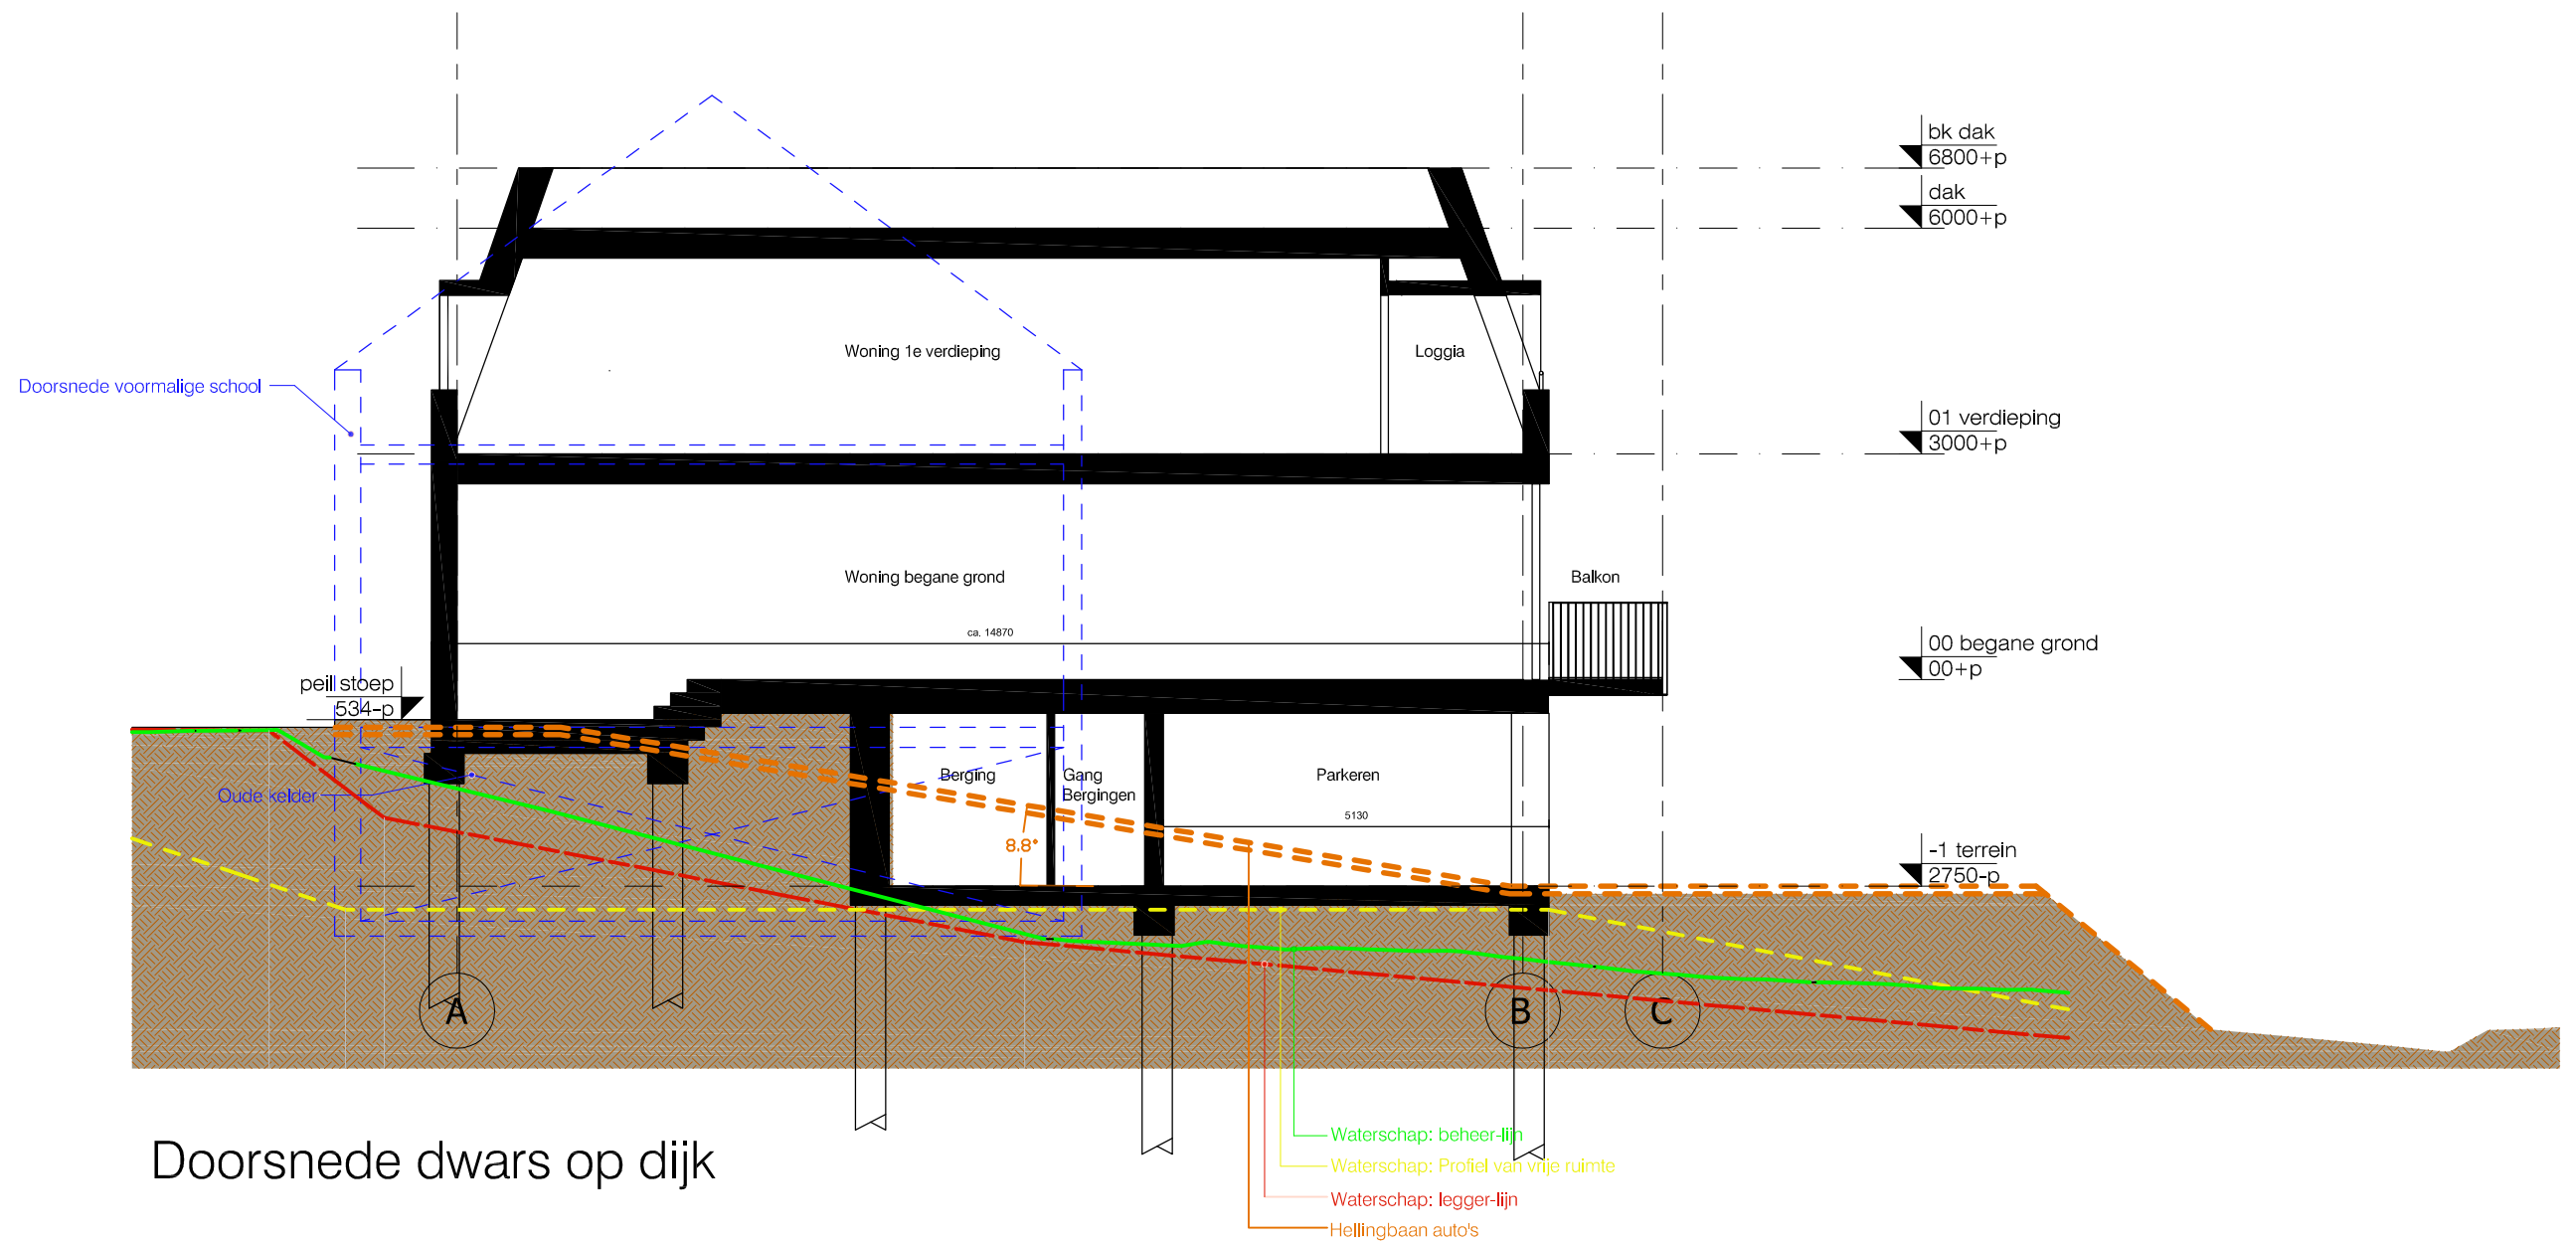 bk dak
6800+p
dak
6000+p
Woning 1e verdieping
Loggia
Doorsnede voormalige school
01 verdieping
3000+p
Woning begane grond
Balkon
ca. 14870
00 begane grond
00+p
peil stoep
534-p
Berging
Gang
Bergingen
Parkeren
Oude kelder
5130
8.8°
-1 terrein
2750-p
A
B
C
Waterschap: beheer-lijn
Doorsnede dwars op dijk
Waterschap: Profiel van vrije ruimte
Waterschap: legger-lijn
Hellingbaan auto's